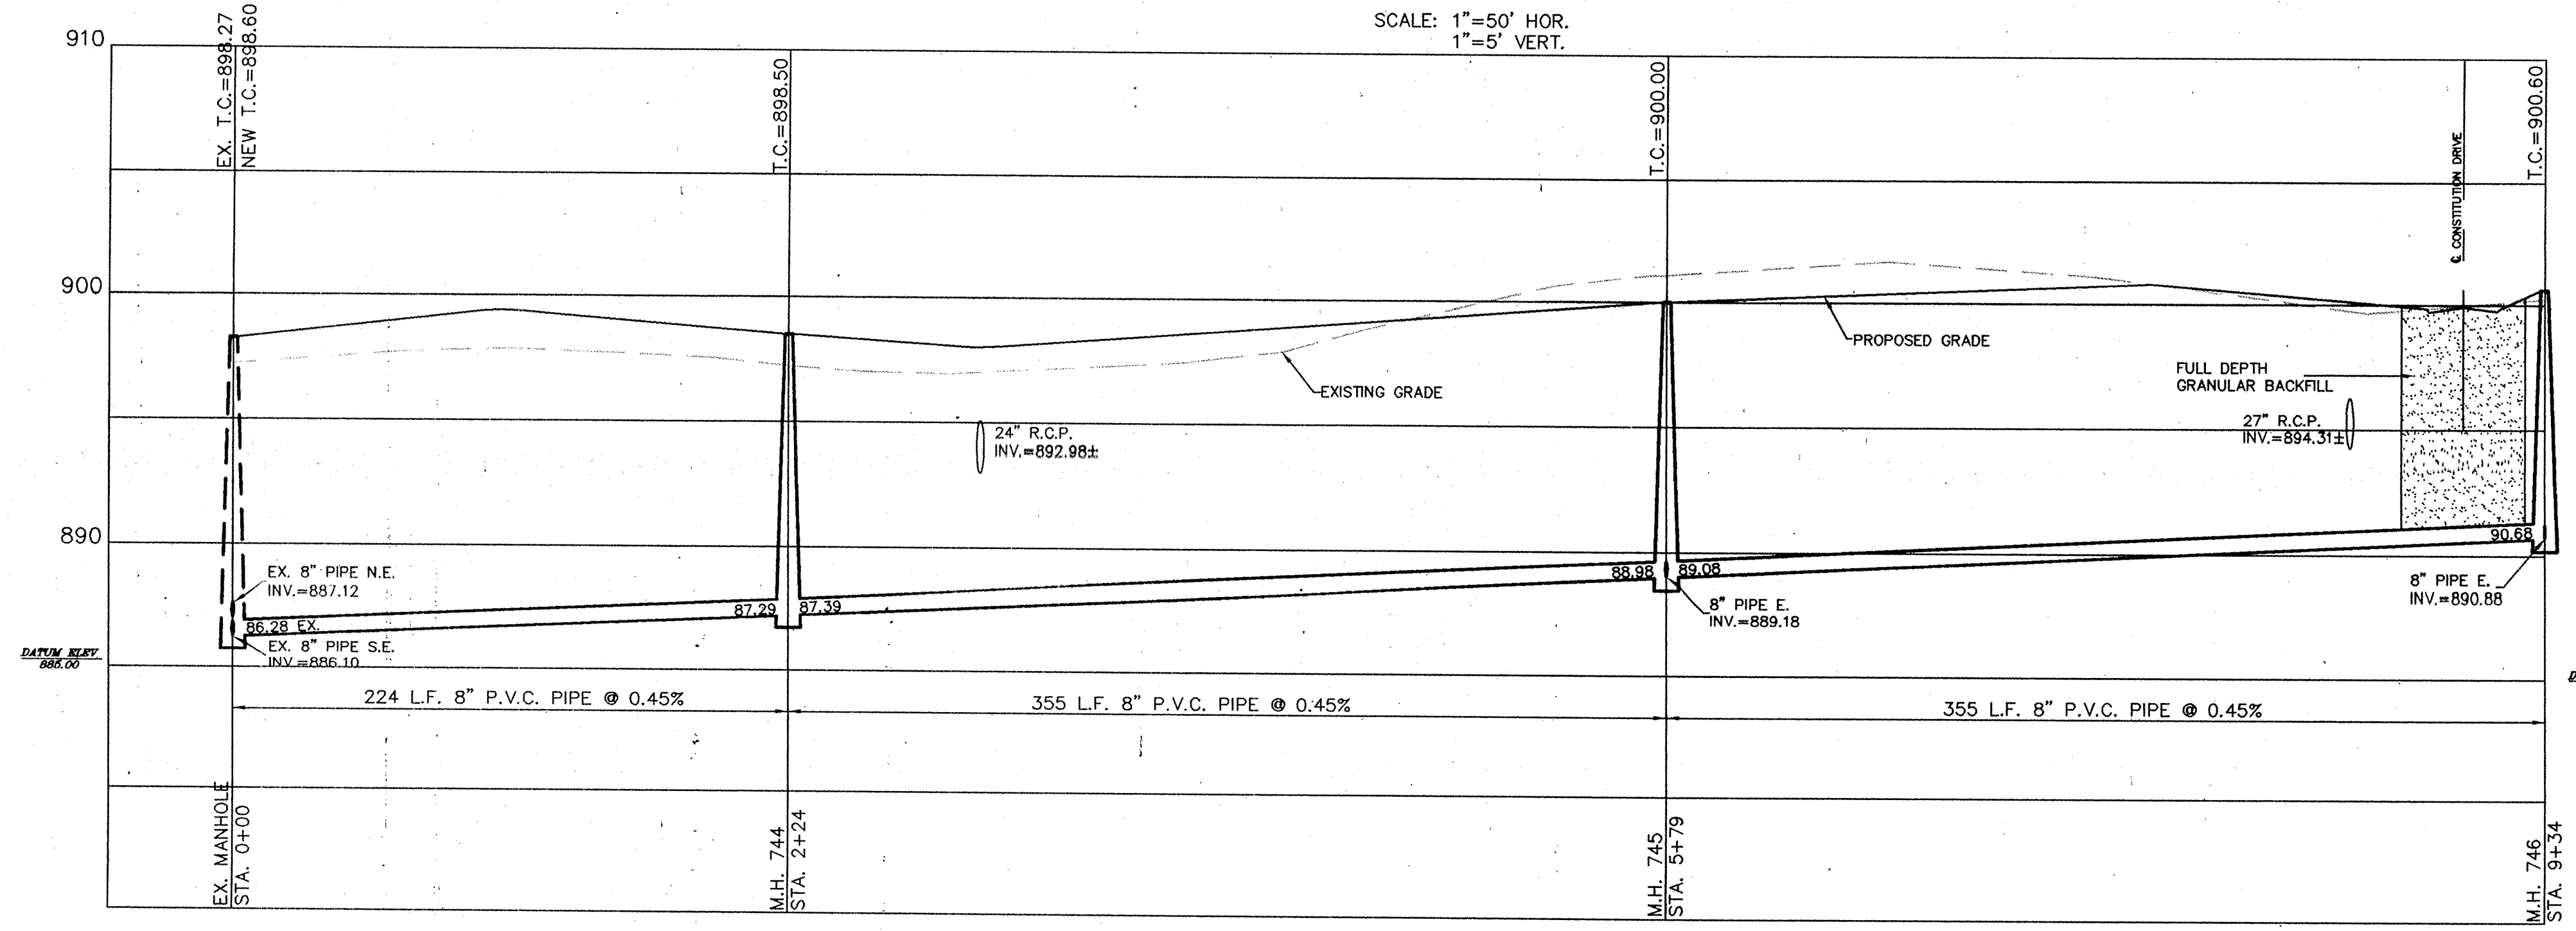 SCALE: 1"=50' HOR.
1"=5' VERT.
910
900
890
DATUM ELEV
885.00
EX. T.C.=898.27
NEW T.C.=898.60
T.C.=898.50
T.C.=900.00
℄ CONSTITUTION DRIVE
T.C.=900.60
EXISTING GRADE
PROPOSED GRADE
FULL DEPTH
GRANULAR BACKFILL
24" R.C.P.
INV.=892.98±
27" R.C.P.
INV.=894.31±
EX. 8" PIPE N.E.
INV.=887.12
86.28 EX.
EX. 8" PIPE S.E.
INV=886.10
87.29
87.39
88.98
89.08
8" PIPE E.
INV.=889.18
90.68
8" PIPE E.
INV.=890.88
224 L.F. 8" P.V.C. PIPE @ 0.45%
355 L.F. 8" P.V.C. PIPE @ 0.45%
355 L.F. 8" P.V.C. PIPE @ 0.45%
EX. MANHOLE
STA. 0+00
M.H. 744
STA. 2+24
M.H. 745
STA. 5+79
M.H. 746
STA. 9+34